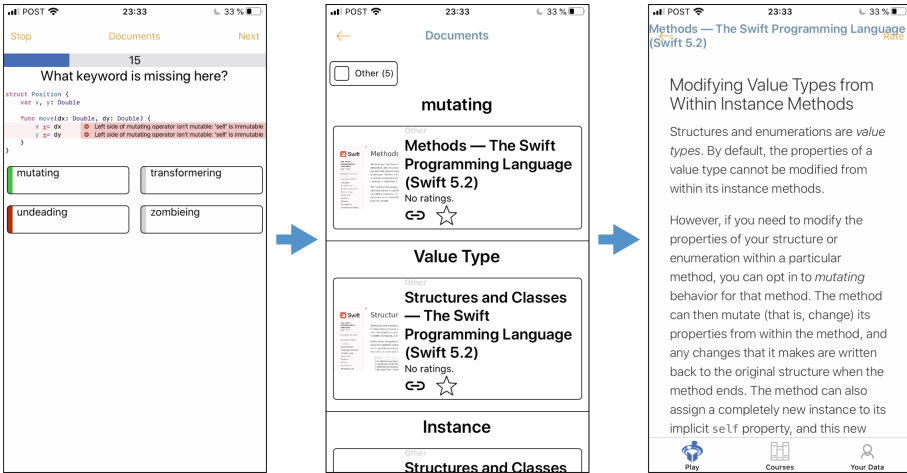 POST 23:33 33 %
Stop Documents Next
15
What keyword is missing here?
struct Position {
var x, y: Double
func move(dx: Double, dy: Double) {
x += dx Left side of mutating operator isn't mutable: 'self' is immutable
y += dy Left side of mutating operator isn't mutable: 'self' is immutable
}
}
mutating transformering
undeading zombieing
POST 23:33 33 %
Documents
Other (5)
mutating
Other
Swift Methods
Methods — The Swift
Programming Language
(Swift 5.2)
No ratings.
Value Type
Other
Swift Structur
Structures and Classes
— The Swift
Programming Language
(Swift 5.2)
No ratings.
Instance
Other
Structures and Classes
POST 23:33 33 %
Methods — The Swift Programming Language
(Swift 5.2)
Rate
Modifying Value Types from
Within Instance Methods
Structures and enumerations are value
types. By default, the properties of a
value type cannot be modified from
within its instance methods.
However, if you need to modify the
properties of your structure or
enumeration within a particular
method, you can opt in to mutating
behavior for that method. The method
can then mutate (that is, change) its
properties from within the method, and
any changes that it makes are written
back to the original structure when the
method ends. The method can also
assign a completely new instance to its
implicit self property, and this new
Play Courses Your Data